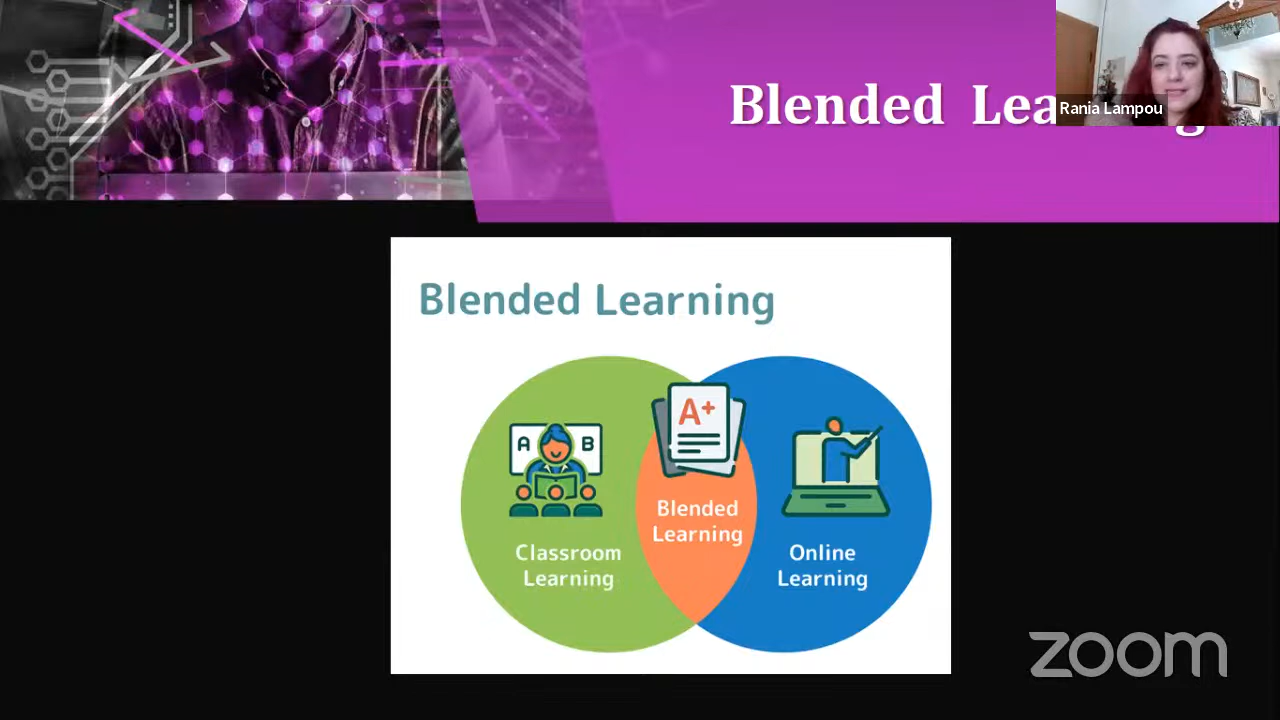 Blended Lea g
Rania Lampou
Blended Learning
A+
A B
Blended
Learning
Classroom
Learning
Online
Learning
zoom